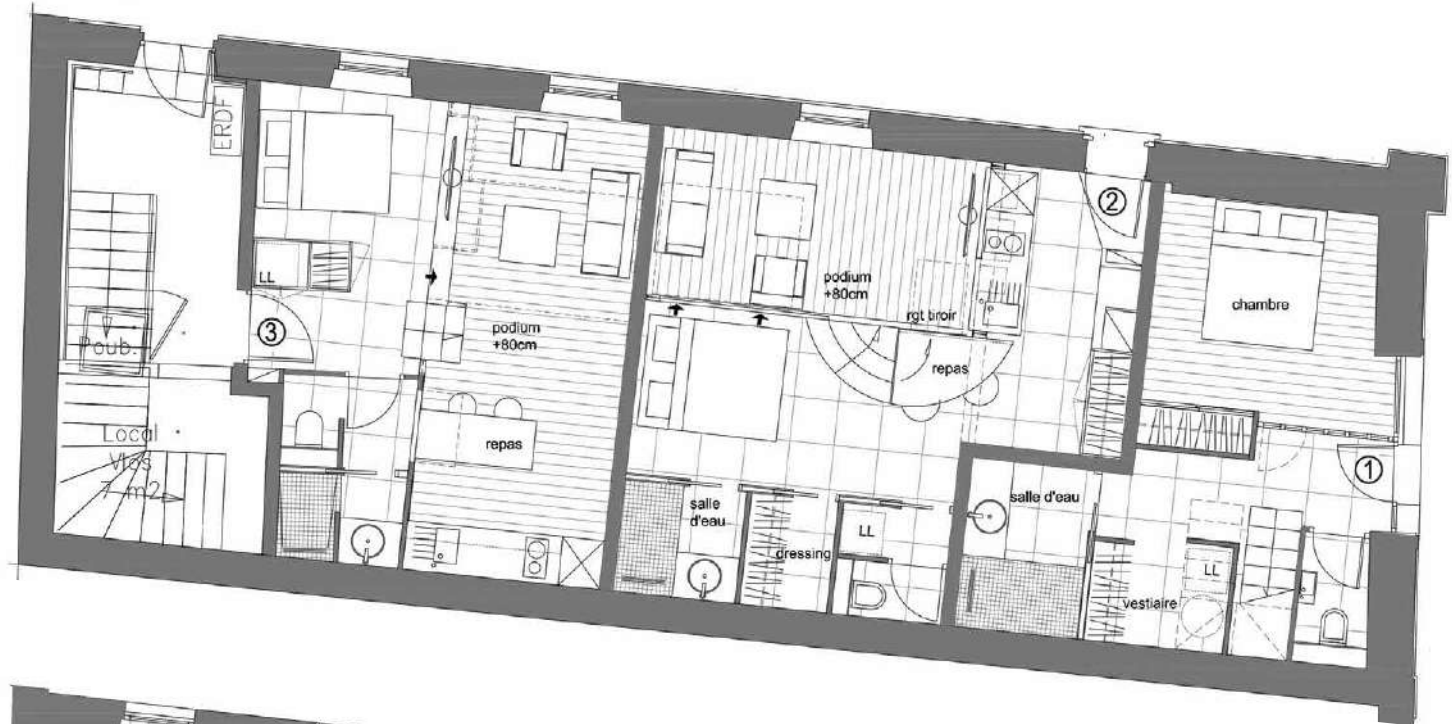 ERDF
LL
3
Poub.
Local
Vlos
7 m2
podium
+80cm
repas
podium
+80cm
rgt tiroir
repas
2
chambre
1
salle
d'eau
dressing
LL
salle d'eau
vestiaire
LL